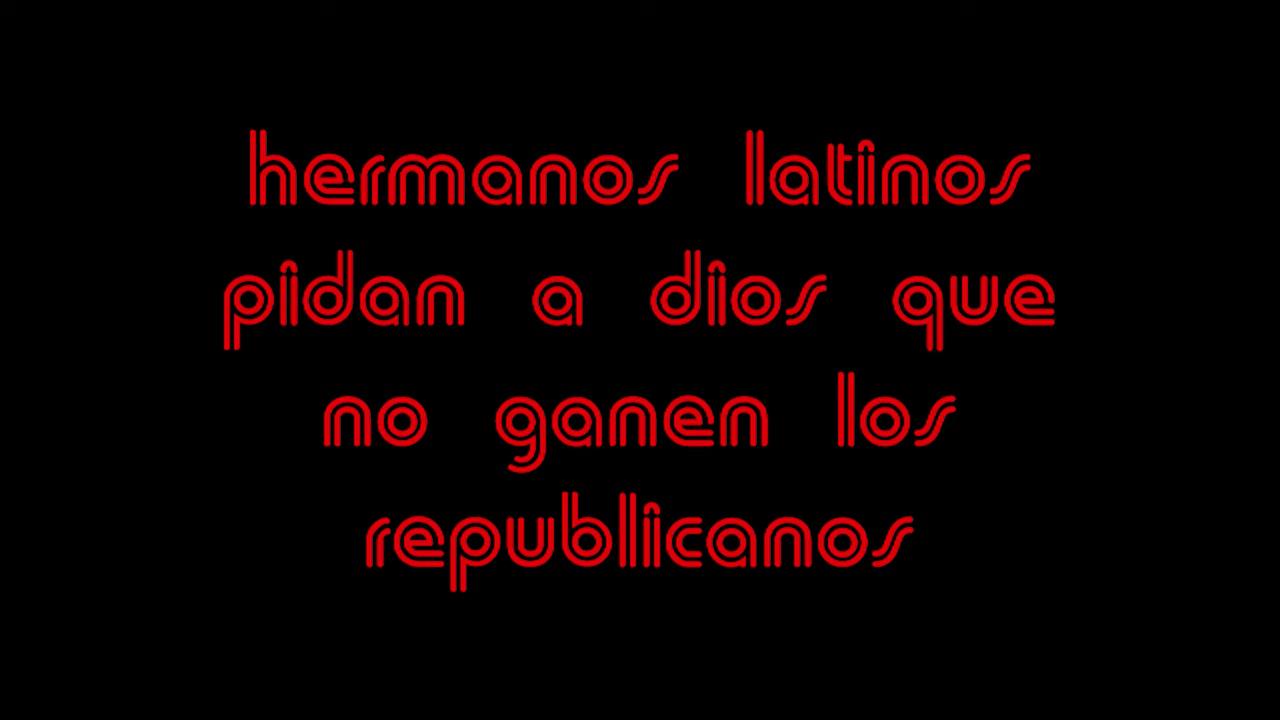 hermanos latinos
pidan a dios que
no ganen los
republicanos